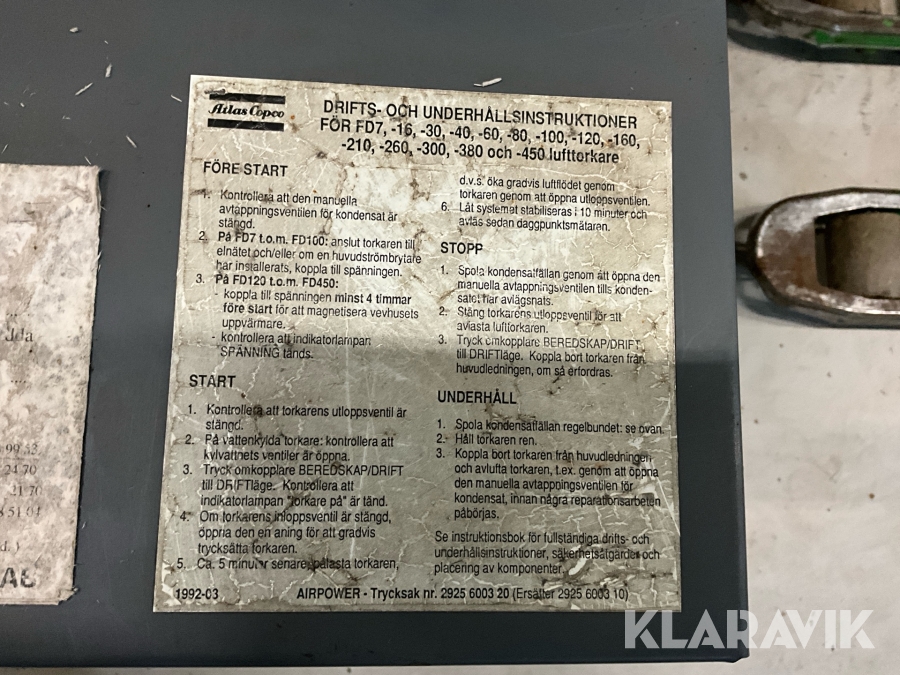 Atlas Copco
DRIFTS- OCH UNDERHÅLLSINSTRUKTIONER
FÖR FD7, -16, -30, -40, -60, -80, -100, -120, -160,
-210, -260, -300, -380 och -450 lufttorkare
FÖRE START
1. Kontrollera att den manuella
avtappningsventilen för kondensat är
stängd.
2. På FD7 t.o.m. FD100: anslut torkaren till
elnätet och/eller om en huvudströmbrytare
har installerats, koppla till spänningen.
3. På FD120 t.o.m. FD450:
- koppla till spänningen minst 4 timmar
före start för att magnetisera vevhusets
uppvärmare.
- kontrollera att indikatorlampan:
SPÄNNING tänds.
START
1. Kontrollera att torkarens utloppsventil är
stängd.
2. På vattenkylda torkare: kontrollera att
kylvattnets ventiler är öppna.
3. Tryck omkopplare BEREDSKAP/DRIFT
till DRIFTläge. Kontrollera att
indikatorlampan "torkare på" är tänd.
4. Om torkarens inloppsventil är stängd,
öppna den en aning för att gradvis
trycksätta torkaren.
5. Ca. 5 minuter senare, belasta torkaren,
d.v.s. öka gradvis luftflödet genom
torkaren genom att öppna utloppsventilen.
6. Låt systemet stabiliseras i 10 minuter och
avläs sedan daggpunktsmätaren.
STOPP
1. Spola kondensatfällan genom att öppna den
manuella avtappningsventilen tills konden-
satet har avlägsnats.
2. Stäng torkarens utloppsventil för att
avlasta lufttorkaren.
3. Tryck omkopplare BEREDSKAP/DRIFT
till DRIFTläge. Koppla bort torkaren från
huvudledningen, om så erfordras.
UNDERHÅLL
1. Spola kondensatfällan regelbundet: se ovan.
2. Håll torkaren ren.
3. Koppla bort torkaren från huvudledningen
och avlufta torkaren, t.ex. genom att öppna
den manuella avtappningsventilen för
kondensat, innan några reparationsarbeten
påbörjas.
Se instruktionsbok för fullständiga drifts- och
underhållsinstruktioner, säkerhetsåtgärder och
placering av komponenter.
1992-03 AIRPOWER - Trycksak nr. 2925 6003 20 (Ersätter 2925 6003 10)
dda
99 53
24 70
21 70
51 04
d. )
AB
KLARAVIK